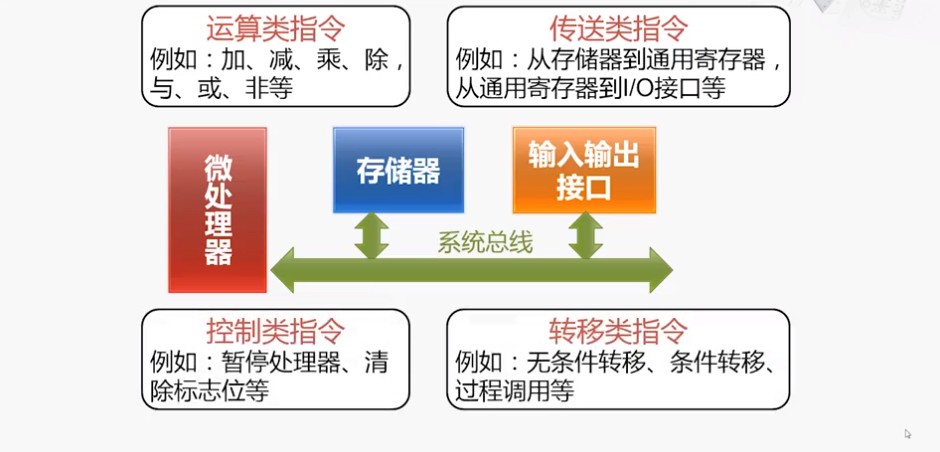 运算类指令
例如：加、减、乘、除，
与、或、非等
传送类指令
例如：从存储器到通用寄存器，
从通用寄存器到I/O接口等
微处理器
存储器
输入输出
接口
系统总线
控制类指令
例如：暂停处理器、清
除标志位等
转移类指令
例如：无条件转移、条件转移、
过程调用等